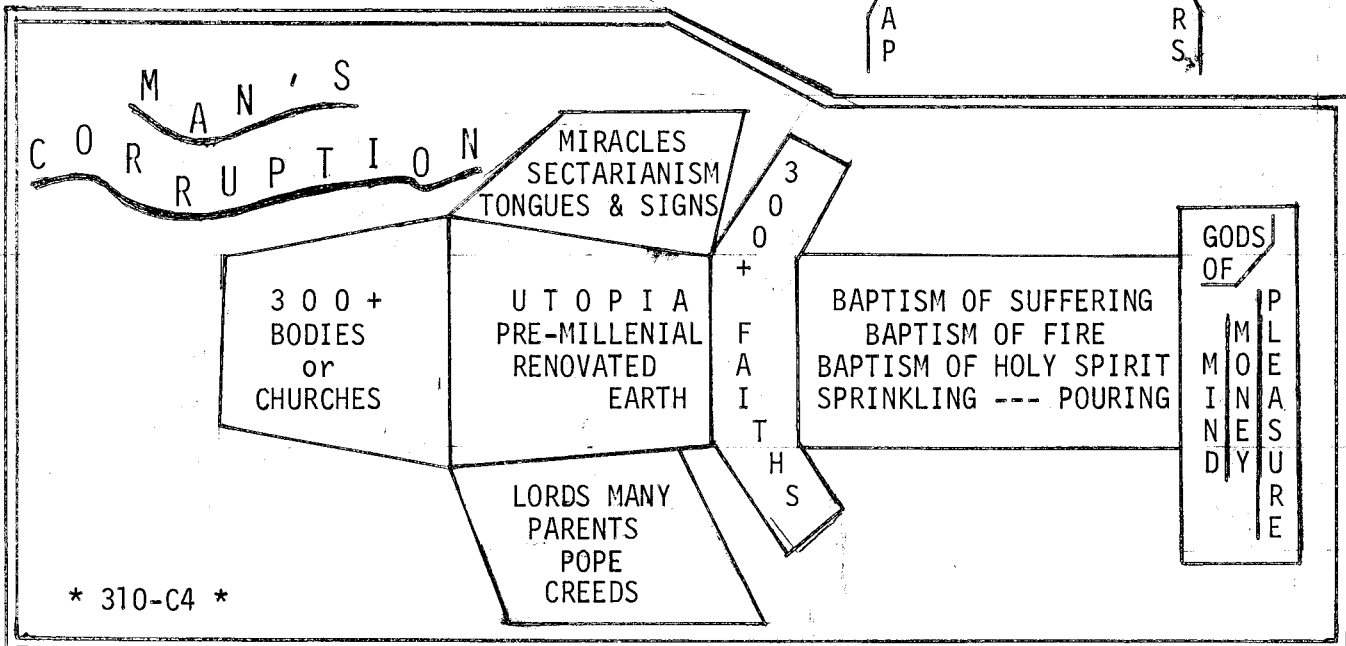 A R
P S
MAN'S
CORRUPTION
MIRACLES
SECTARIANISM
TONGUES & SIGNS
300+
BODIES
or
CHURCHES
UTOPIA
PRE-MILLENIAL
RENOVATED
EARTH
300+ FAITHS
BAPTISM OF SUFFERING
BAPTISM OF FIRE
BAPTISM OF HOLY SPIRIT
SPRINKLING --- POURING
GODS
OF
MIND
MONEY
PLEASURE
LORDS MANY
PARENTS
POPE
CREEDS
* 310-C4 *